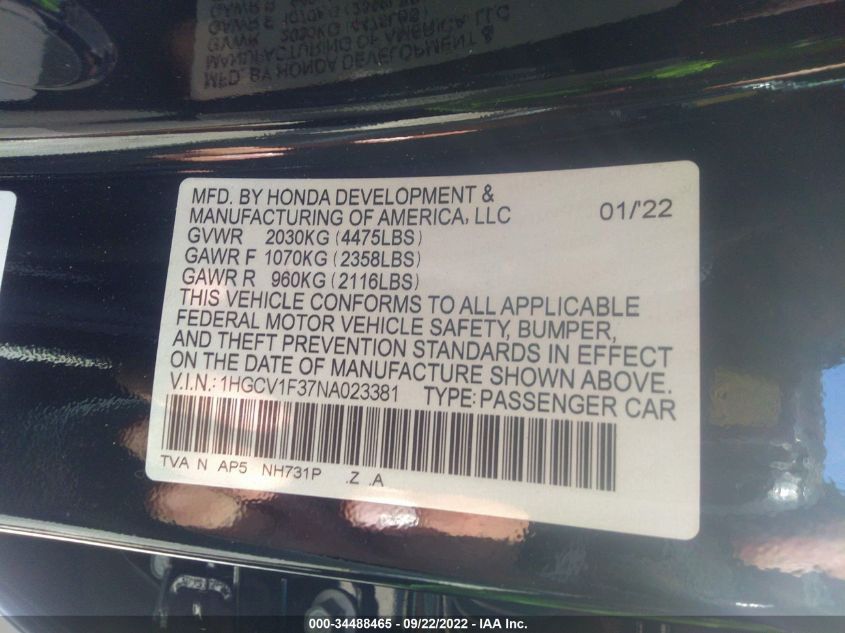 MFD. BY HONDA DEVELOPMENT &
MANUFACTURING OF AMERICA, LLC 01/'22
GVWR 2030KG (4475LBS)
GAWR F 1070KG (2358LBS)
GAWR R 960KG (2116LBS)
THIS VEHICLE CONFORMS TO ALL APPLICABLE
FEDERAL MOTOR VEHICLE SAFETY, BUMPER,
AND THEFT PREVENTION STANDARDS IN EFFECT
ON THE DATE OF MANUFACTURE SHOWN ABOVE.
V.I.N.: 1HGCV1F37NA023381 TYPE: PASSENGER CAR
TVA N AP5 NH731P .Z .A
000-34488465 - 09/22/2022 - IAA Inc.